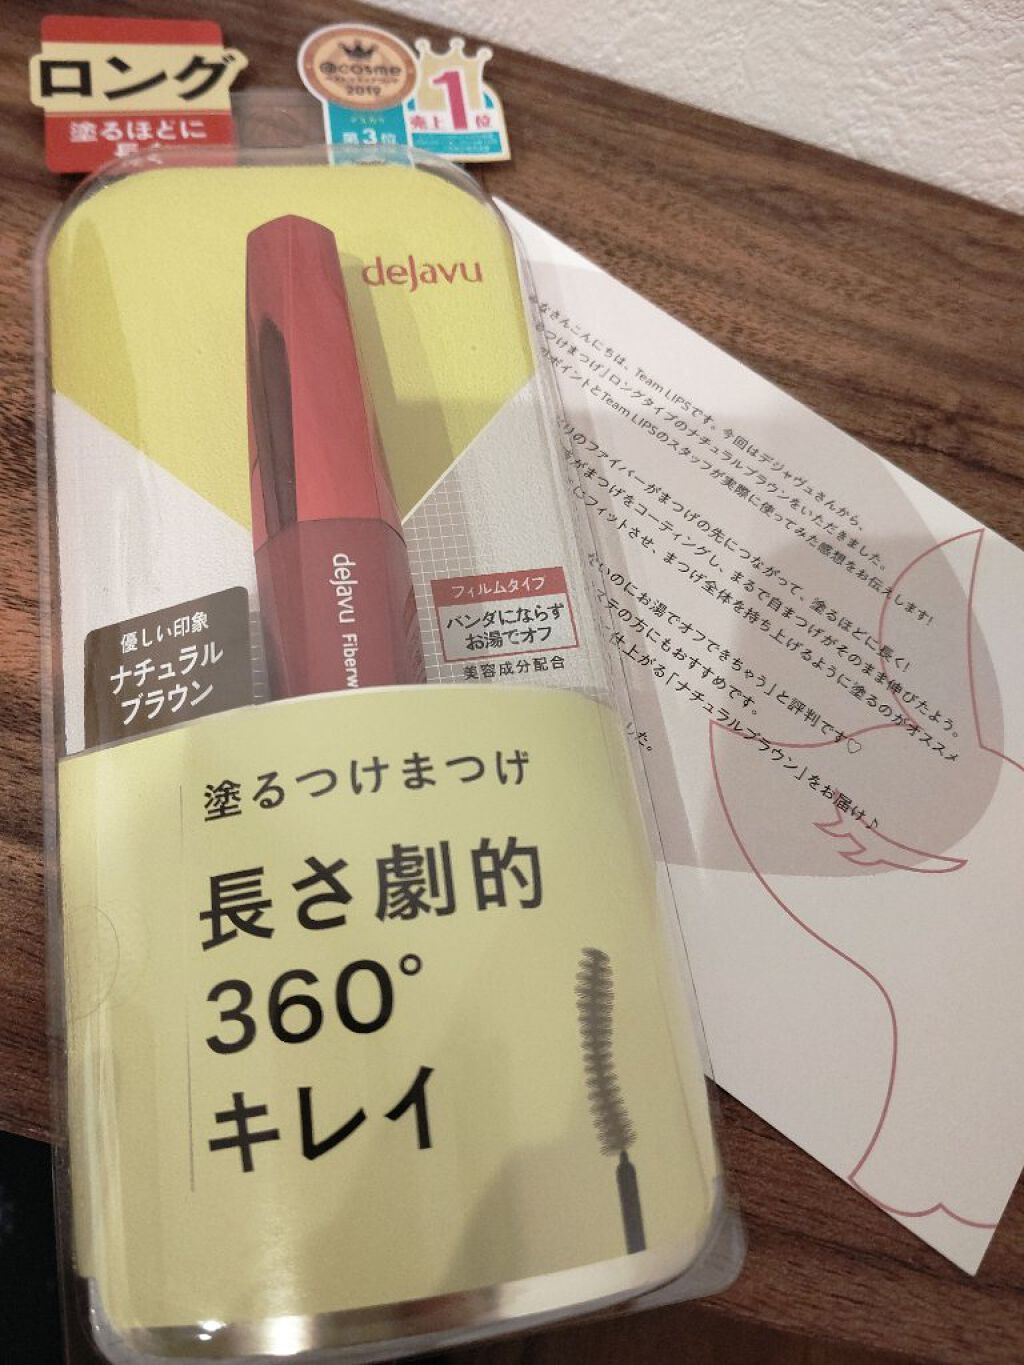 ロング
塗るほどに
長く
@cosme
2019
第3位
売上1位
dejavu
dejavu Fiberw
フィルムタイプ
パンダにならず
お湯でオフ
美容成分配合
優しい印象
ナチュラル
ブラウン
塗るつけまつげ
長さ劇的
360°
キレイ
なさんこんにちは、Team LIPSです。今回はデジャヴュさんから、
つけまつげ」ロングタイプのナチュラルブラウンをいただきました。
ポイントとTeam LIPSのスタッフが実際に使ってみた感想をお伝えします!
りのファイバーがまつげの先につながって、塗るほどに長く!
がまつげをコーティングし、まるで自まつげがそのまま伸びたよう。
フィットさせ、まつげ全体を持ち上げるように塗るのがオススメ
ないのにお湯でオフできちゃう」と評判です♡
テの方にもおすすめです。
仕上がる「ナチュラルブラウン」をお届け♪
した。